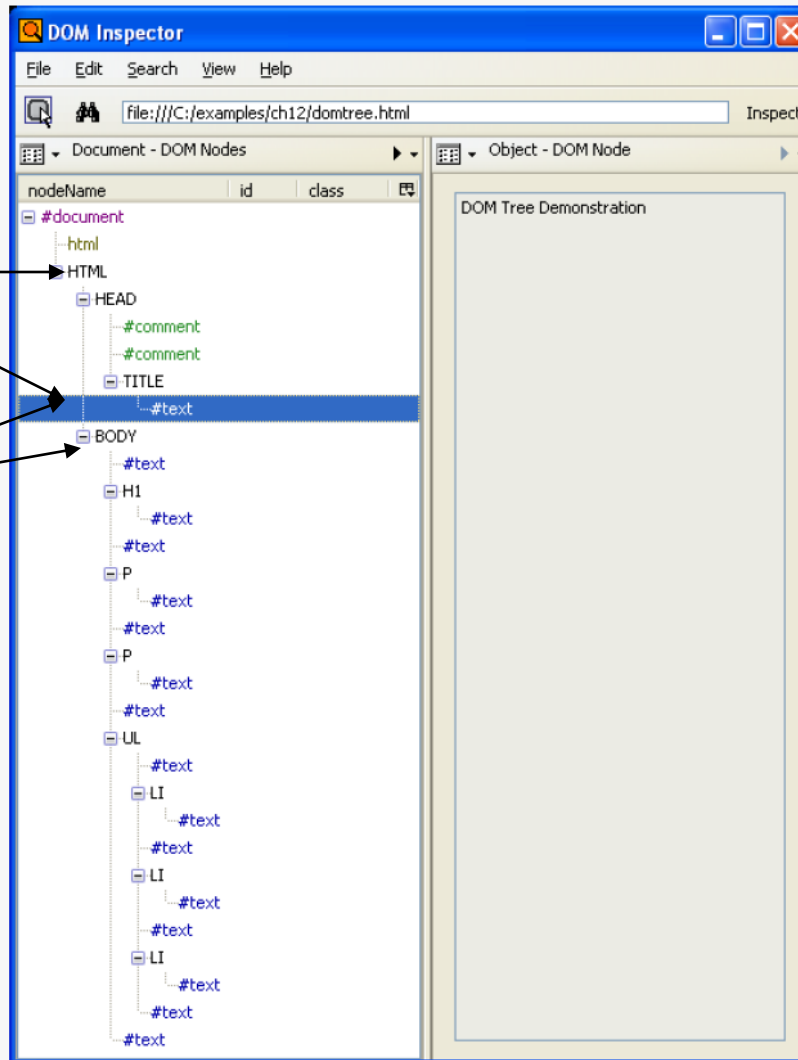 DOM Inspector
File Edit Search View Help
file:///C:/examples/ch12/domtree.html Inspect
Document - DOM Nodes
Object - DOM Node
nodeName id class
DOM Tree Demonstration
#document
html
HTML
HEAD
#comment
#comment
TITLE
#text
BODY
#text
H1
#text
#text
P
#text
#text
P
#text
#text
UL
#text
LI
#text
#text
LI
#text
#text
LI
#text
#text
#text